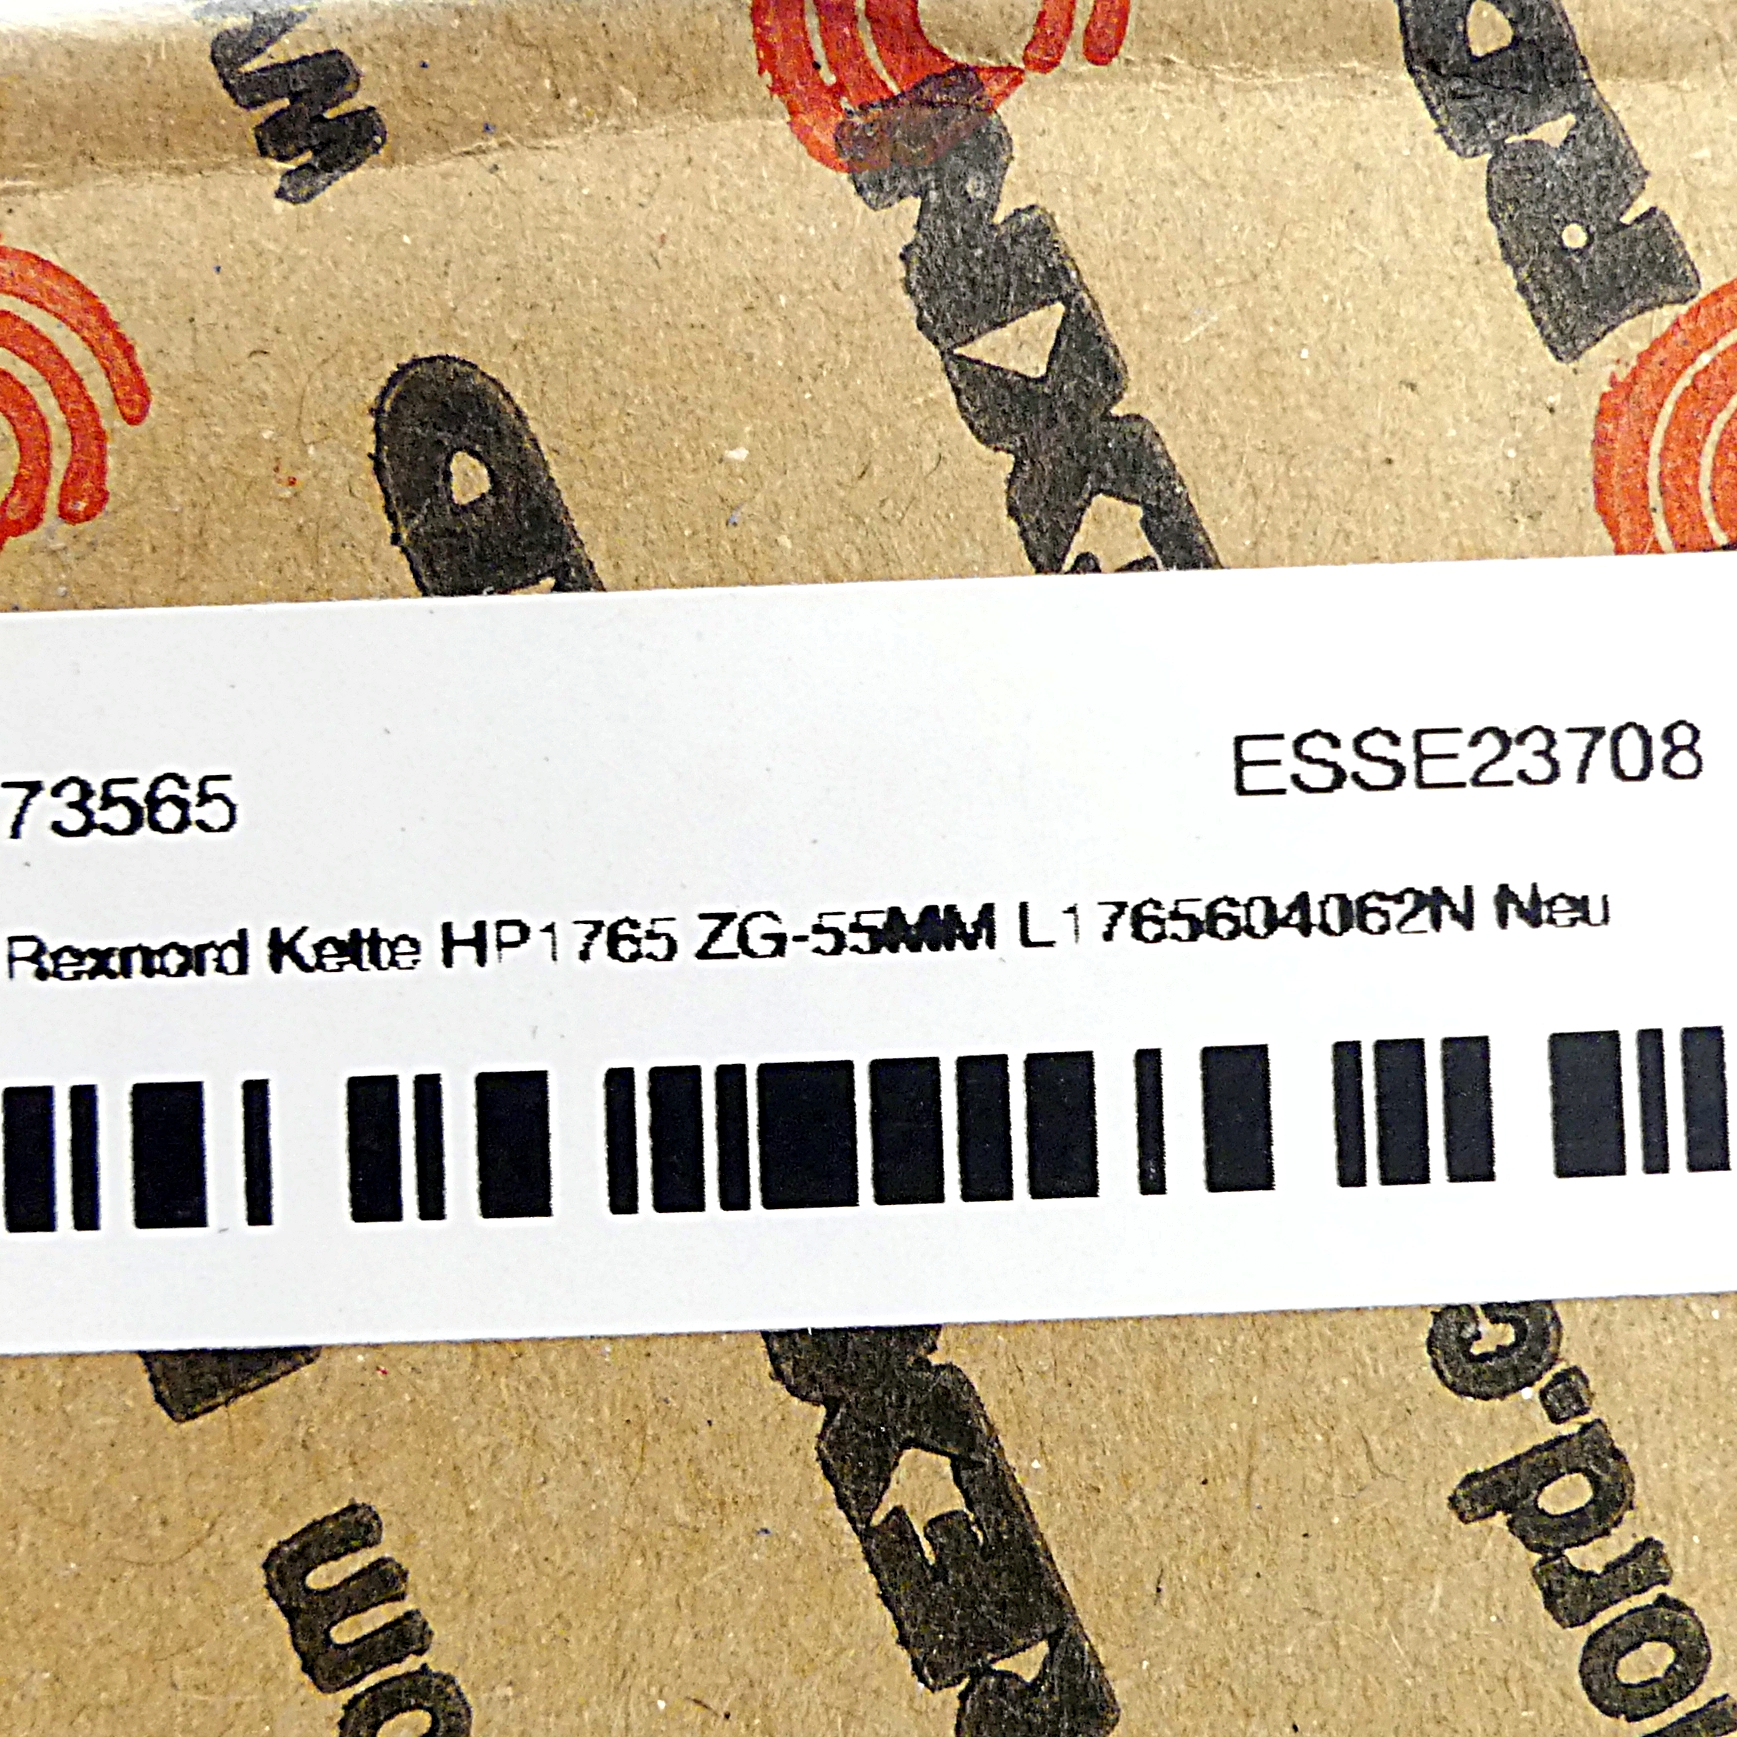 73565
ESSE23708
Rexnord Kette HP1765 ZG-55MM L1765604062N Neu